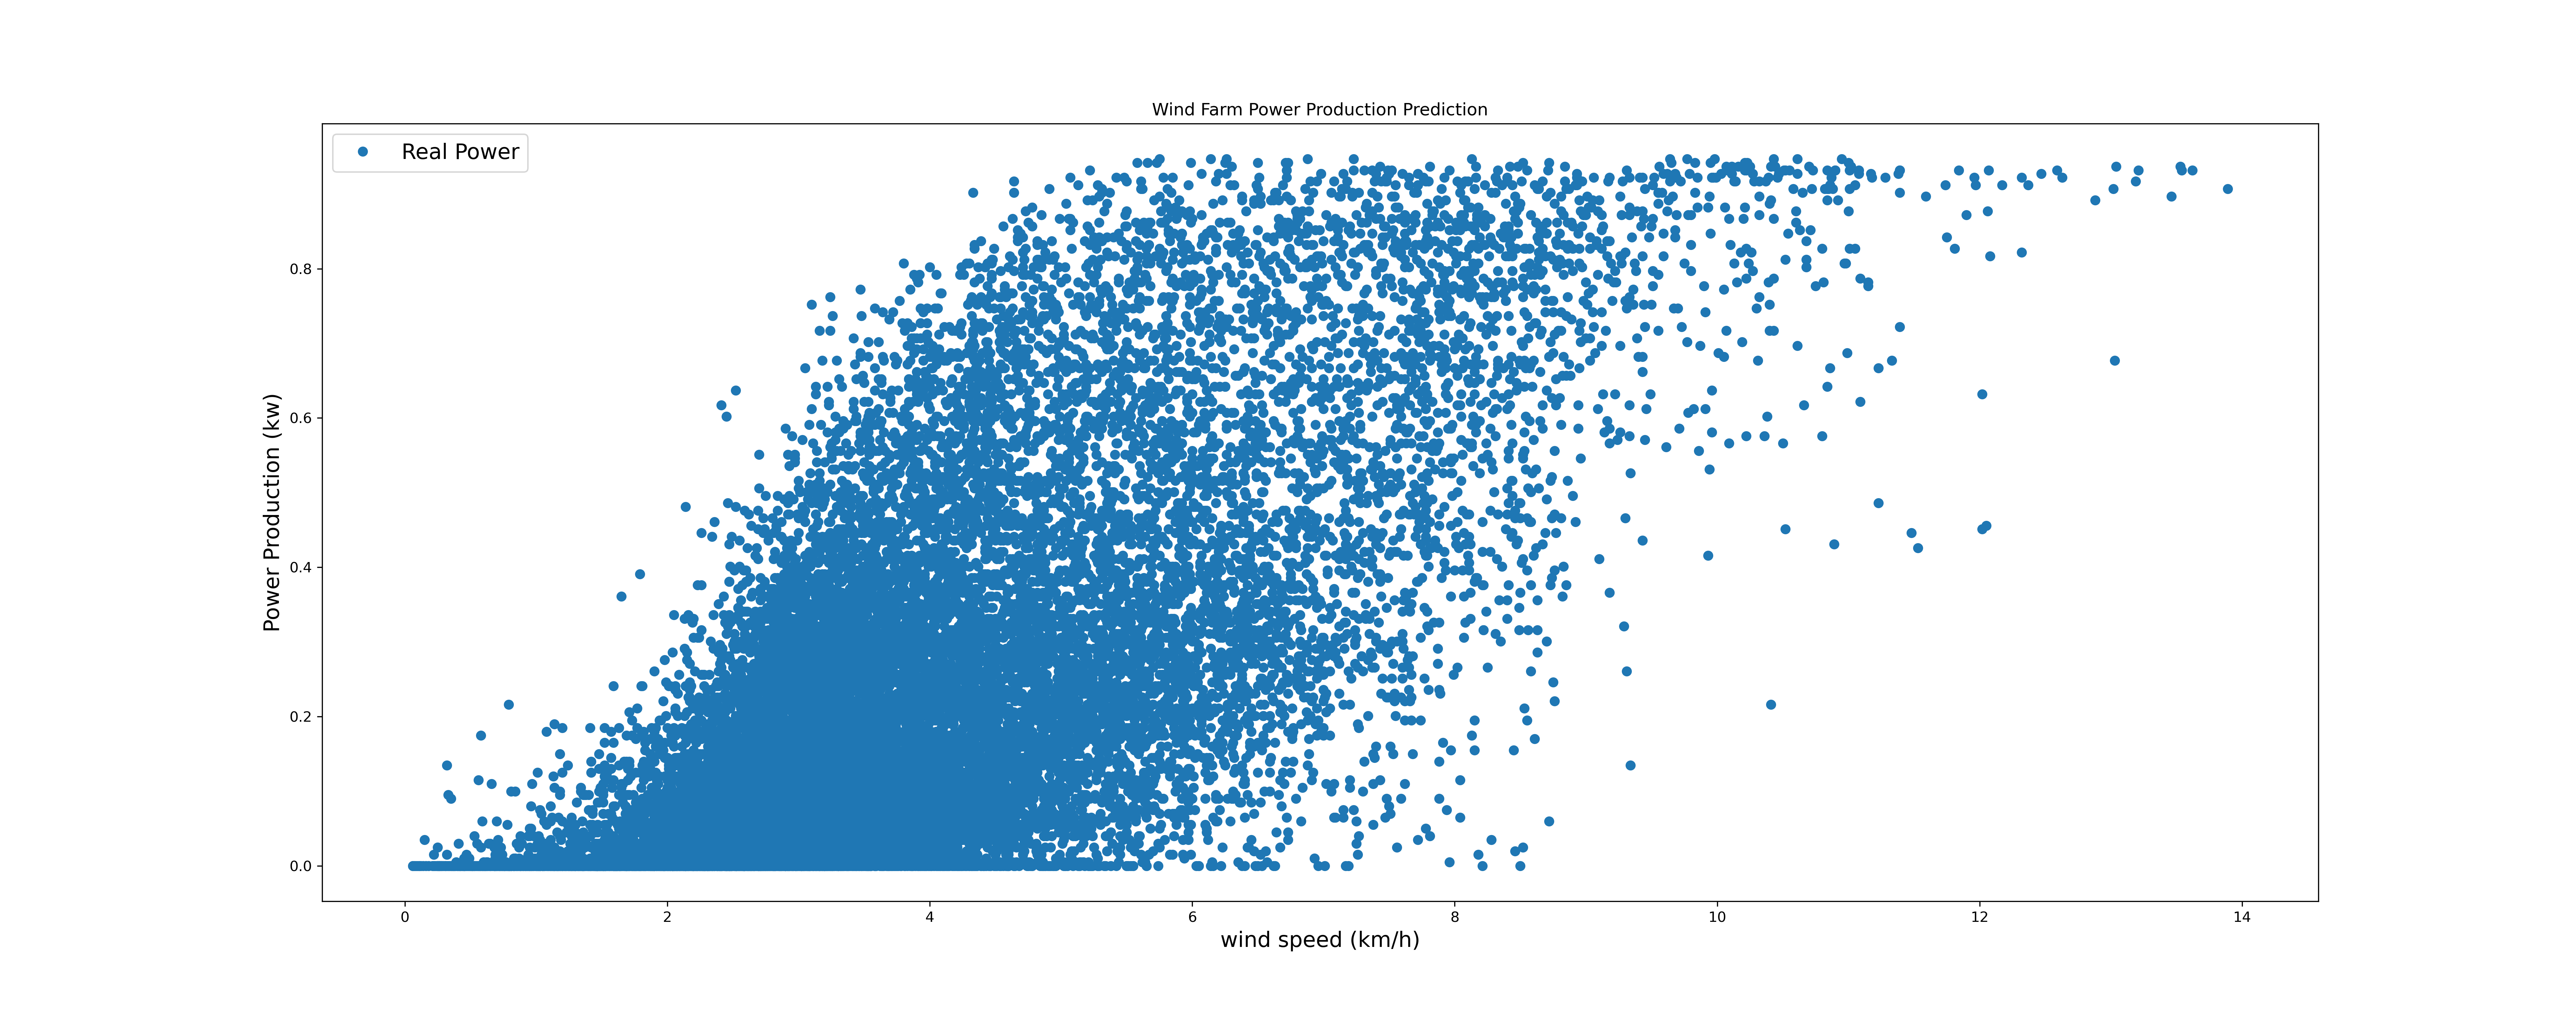 Wind Farm Power Production Prediction
Real Power
Power Production (kw)
0.8
0.6
0.4
0.2
0.0
0 2 4 6 8 10 12 14
wind speed (km/h)